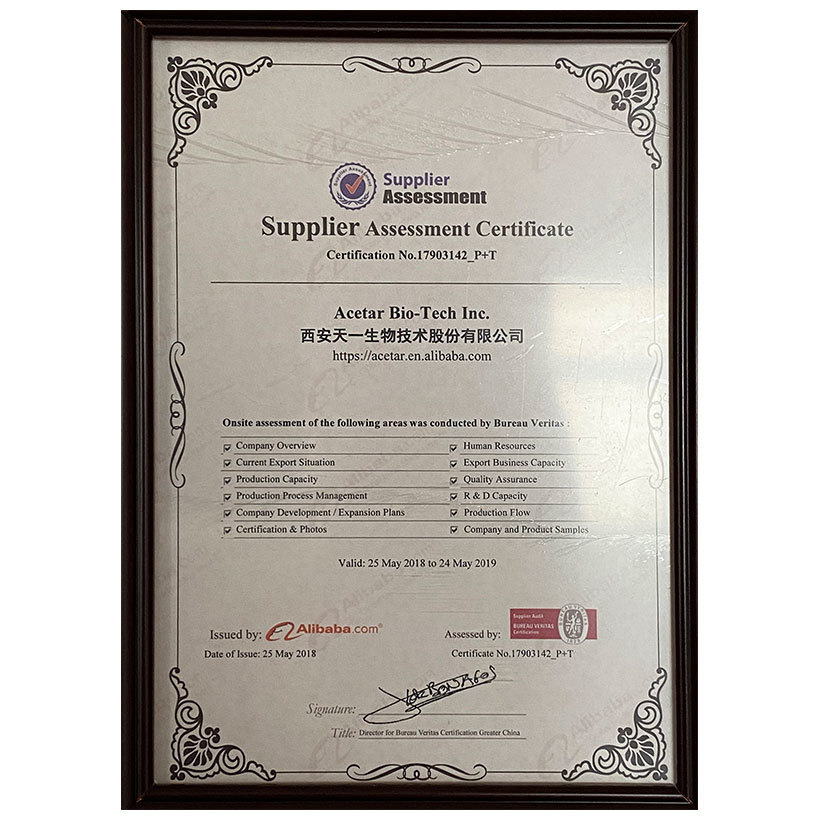 Supplier Assessment
Supplier
Assessment
Supplier Assessment Certificate
Certification No.17903142_P+T
Acetar Bio-Tech Inc.
西安天一生物技术股份有限公司
https://acetar.en.alibaba.com
Onsite assessment of the following areas was conducted by Bureau Veritas :
Company Overview
Human Resources
Current Export Situation
Export Business Capacity
Production Capacity
Quality Assurance
Production Process Management
R & D Capacity
Company Development / Expansion Plans
Production Flow
Certification & Photos
Company and Product Samples
Valid: 25 May 2018 to 24 May 2019
Issued by: Alibaba.com®
Assessed by:
Supplier Audit
BUREAU VERITAS
Certification
Date of Issue: 25 May 2018
Certificate No.17903142_P+T
Signature:
Title: Director for Bureau Veritas Certification Greater China